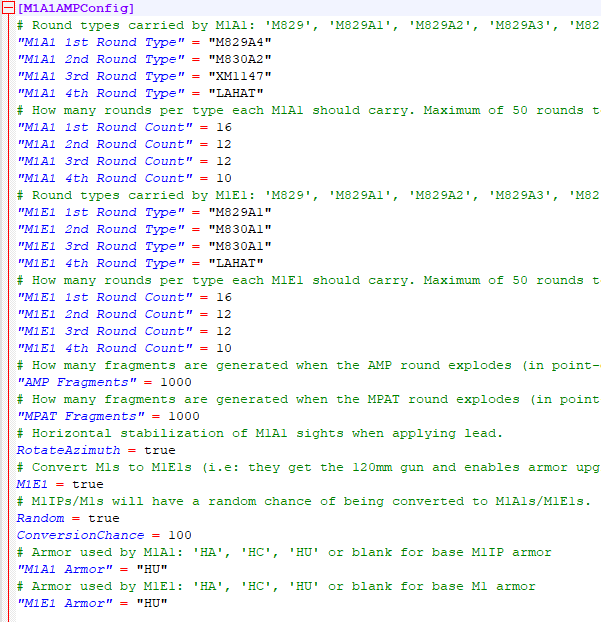 [M1A1AMPConfig]
# Round types carried by M1A1: 'M829', 'M829A1', 'M829A2', 'M829A3', 'M82
"M1A1 1st Round Type" = "M829A4"
"M1A1 2nd Round Type" = "M830A2"
"M1A1 3rd Round Type" = "XM1147"
"M1A1 4th Round Type" = "LAHAT"
# How many rounds per type each M1A1 should carry. Maximum of 50 rounds t
"M1A1 1st Round Count" = 16
"M1A1 2nd Round Count" = 12
"M1A1 3rd Round Count" = 12
"M1A1 4th Round Count" = 10
# Round types carried by M1E1: 'M829', 'M829A1', 'M829A2', 'M829A3', 'M82
"M1E1 1st Round Type" = "M829A1"
"M1E1 2nd Round Type" = "M830A1"
"M1E1 3rd Round Type" = "M830A1"
"M1E1 4th Round Type" = "LAHAT"
# How many rounds per type each M1E1 should carry. Maximum of 50 rounds t
"M1E1 1st Round Count" = 16
"M1E1 2nd Round Count" = 12
"M1E1 3rd Round Count" = 12
"M1E1 4th Round Count" = 10
# How many fragments are generated when the AMP round explodes (in point-
"AMP Fragments" = 1000
# How many fragments are generated when the MPAT round explodes (in point
"MPAT Fragments" = 1000
# Horizontal stabilization of M1A1 sights when applying lead.
RotateAzimuth = true
# Convert M1s to M1E1s (i.e: they get the 120mm gun and enables armor upg
M1E1 = true
# M1IPs/M1s will have a random chance of being converted to M1A1s/M1E1s.
Random = true
ConversionChance = 100
# Armor used by M1A1: 'HA', 'HC', 'HU' or blank for base M1IP armor
"M1A1 Armor" = "HU"
# Armor used by M1E1: 'HA', 'HC', 'HU' or blank for base M1 armor
"M1E1 Armor" = "HU"